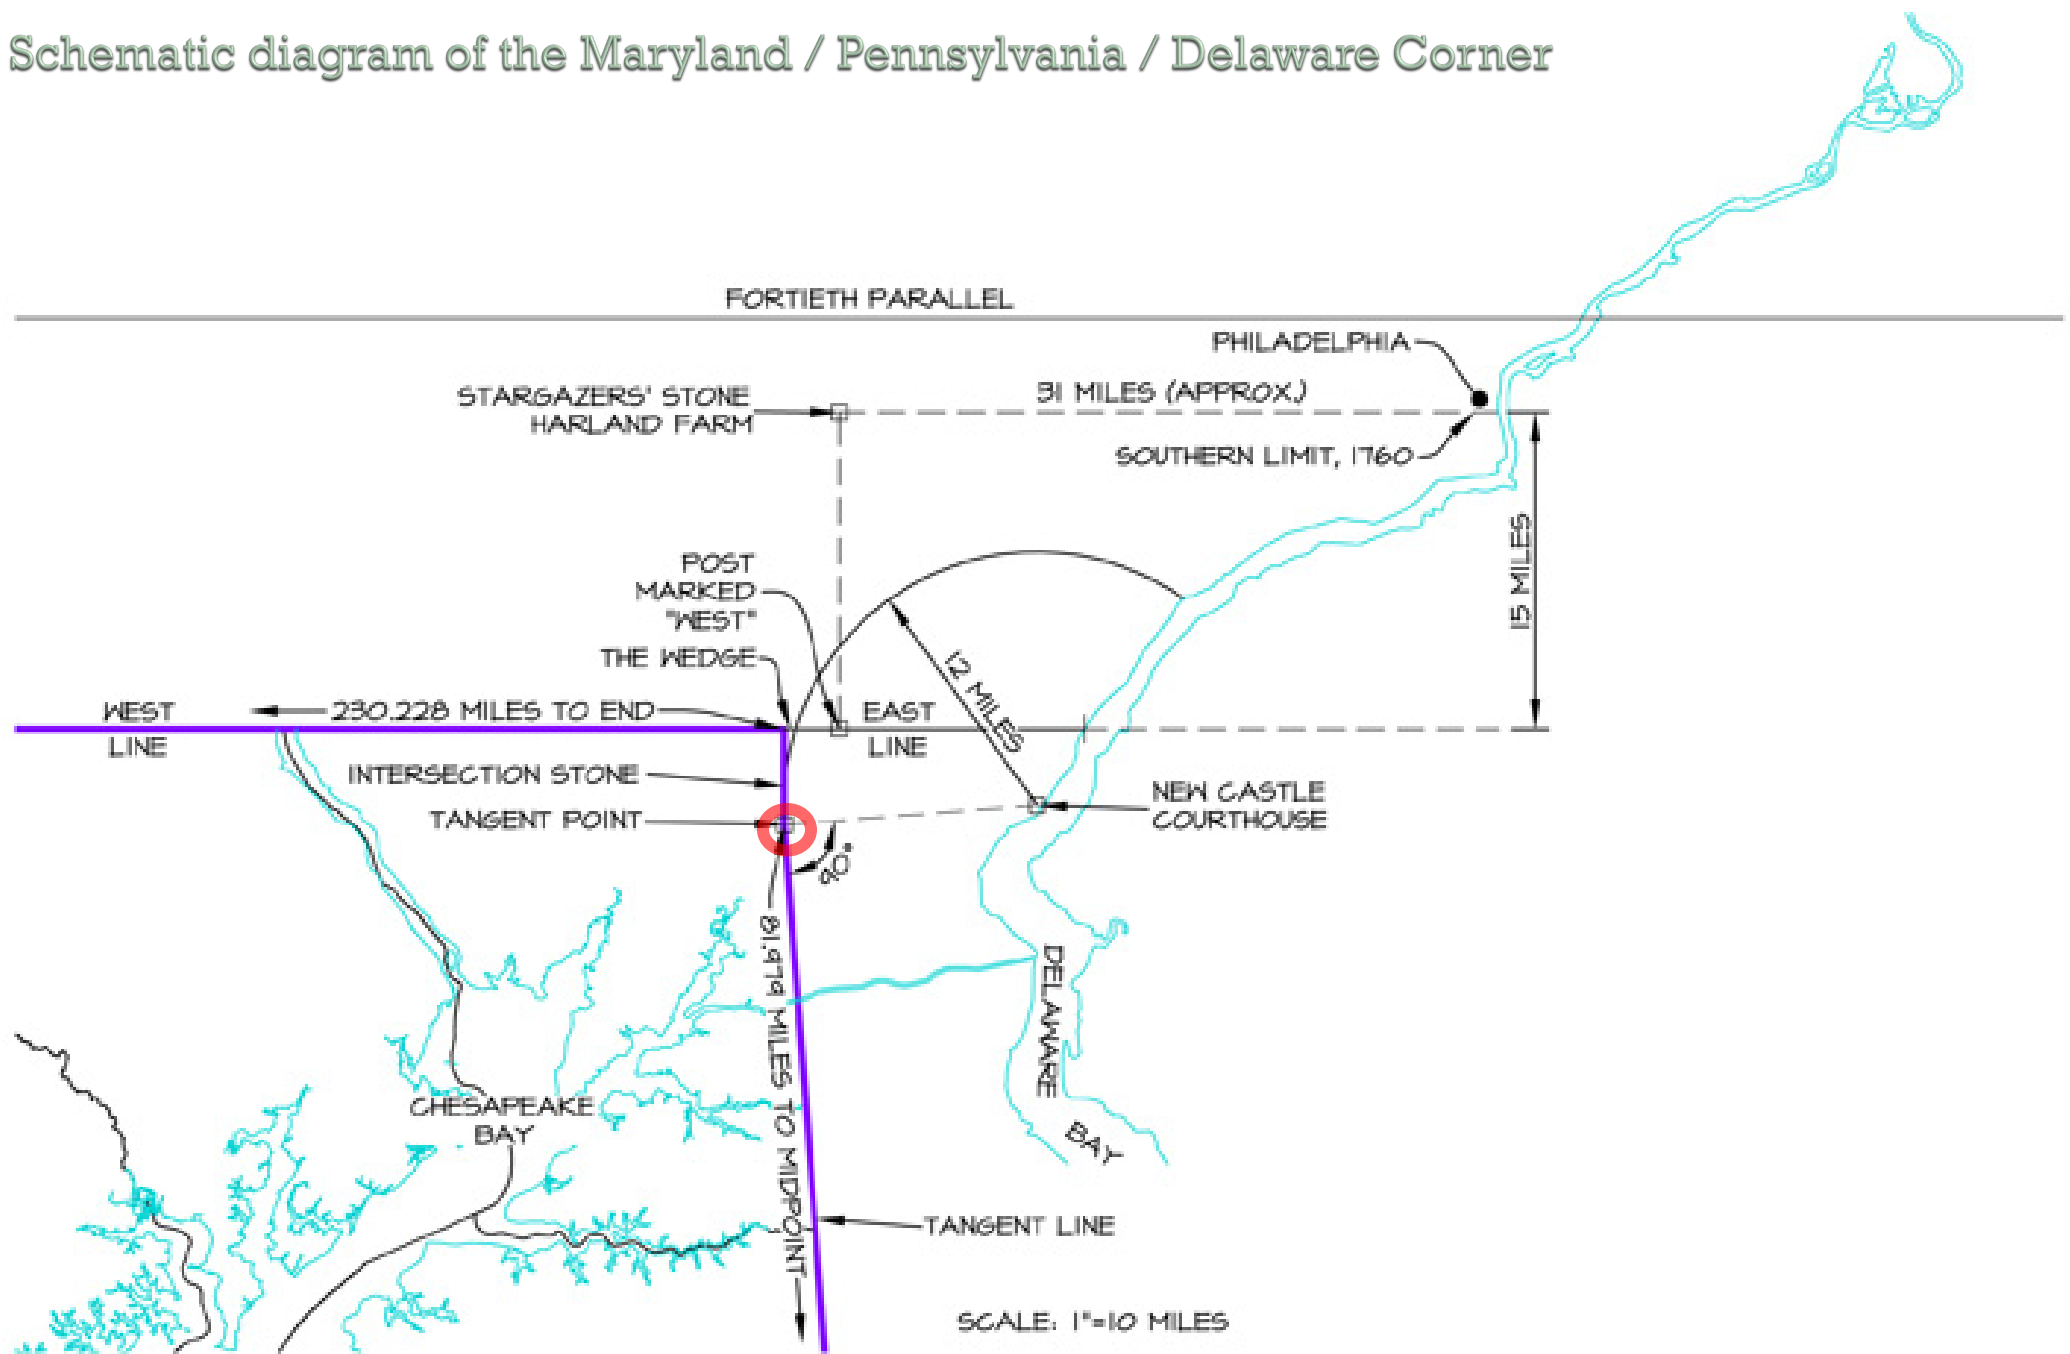 Schematic diagram of the Maryland / Pennsylvania / Delaware Corner
FORTIETH PARALLEL
PHILADELPHIA
STARGAZERS' STONE
HARLAND FARM
31 MILES (APPROX.)
SOUTHERN LIMIT, 1760
15 MILES
POST
MARKED
"WEST"
THE WEDGE
12 MILES
WEST
LINE
230.228 MILES TO END
EAST
LINE
INTERSECTION STONE
TANGENT POINT
NEW CASTLE
COURTHOUSE
90°
81.979 MILES TO MIDPOINT
DELAWARE
BAY
CHESAPEAKE
BAY
TANGENT LINE
SCALE: 1"=10 MILES